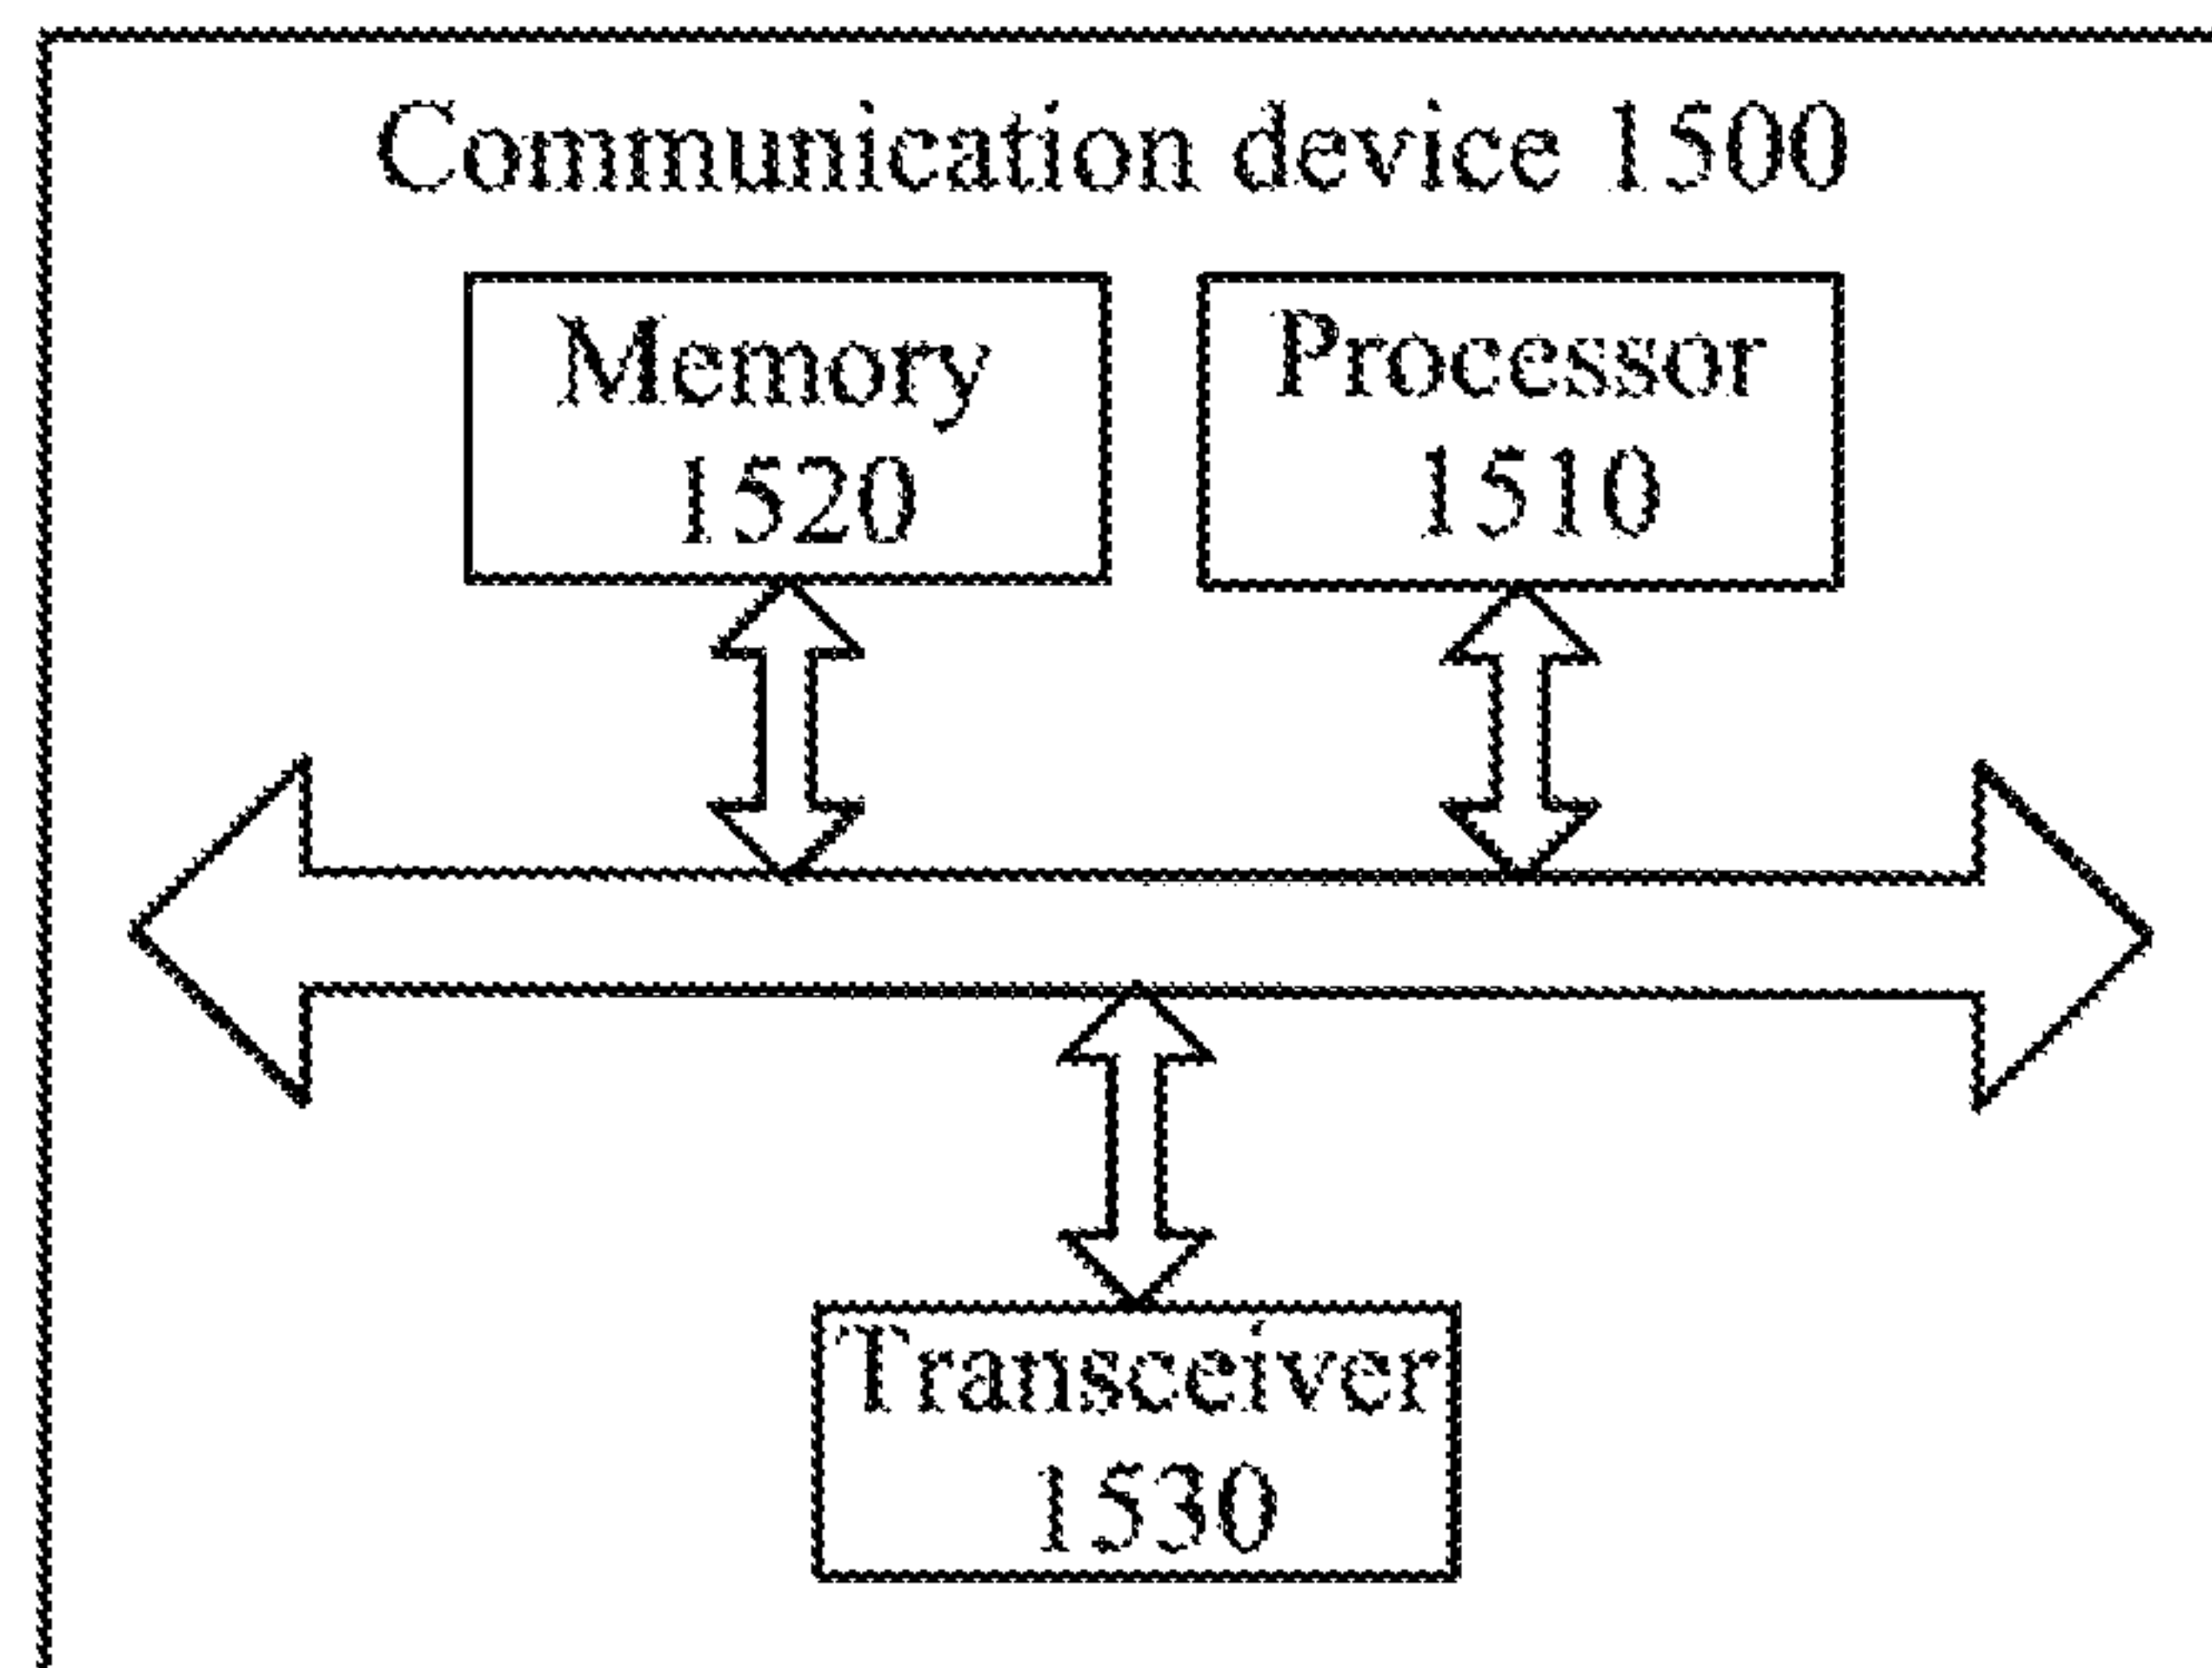 Communication device 1500
Memory
1520
Processor
1510
Transceiver
1530